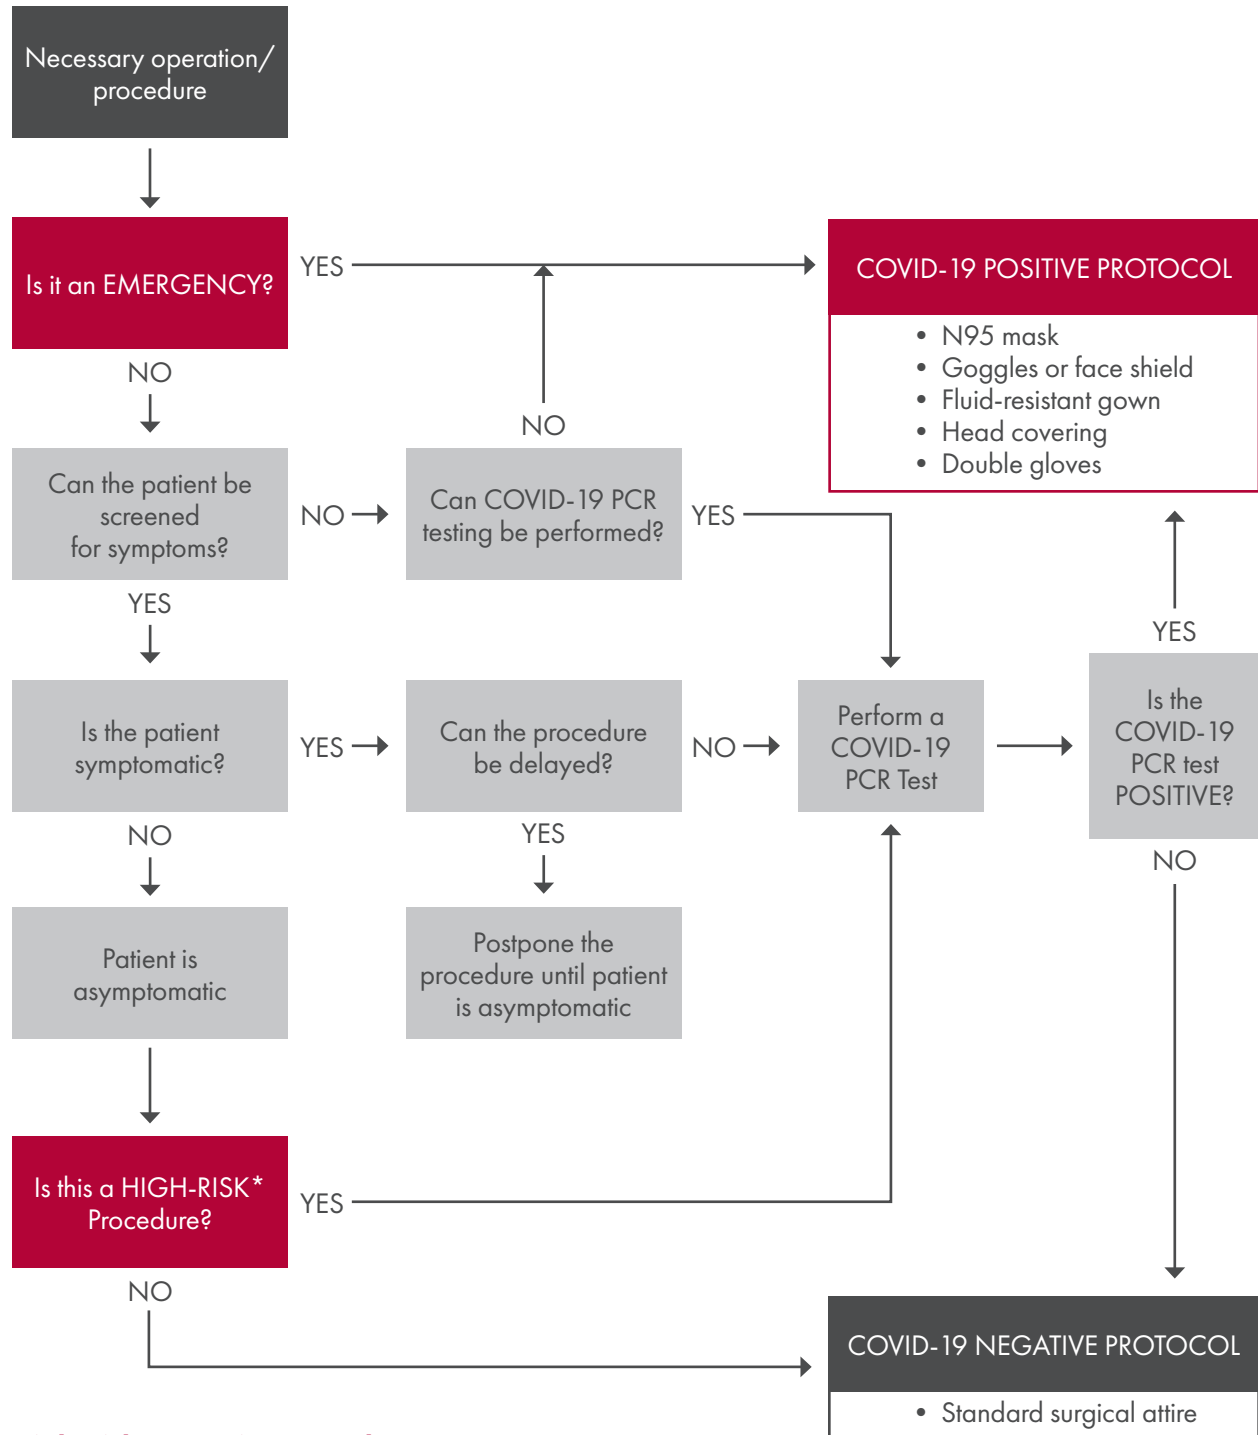 Necessary operation/
procedure
Is it an EMERGENCY?
YES
COVID-19 POSITIVE PROTOCOL
• N95 mask
• Goggles or face shield
• Fluid-resistant gown
• Head covering
• Double gloves
NO
NO
Can the patient be
screened
for symptoms?
NO
Can COVID-19 PCR
testing be performed?
YES
YES
YES
Is the patient
symptomatic?
YES
Can the procedure
be delayed?
NO
Perform a
COVID-19
PCR Test
Is the
COVID-19
PCR test
POSITIVE?
NO
YES
NO
Patient is
asymptomatic
Postpone the
procedure until patient
is asymptomatic
Is this a HIGH-RISK*
Procedure?
YES
NO
COVID-19 NEGATIVE PROTOCOL
• Standard surgical attire